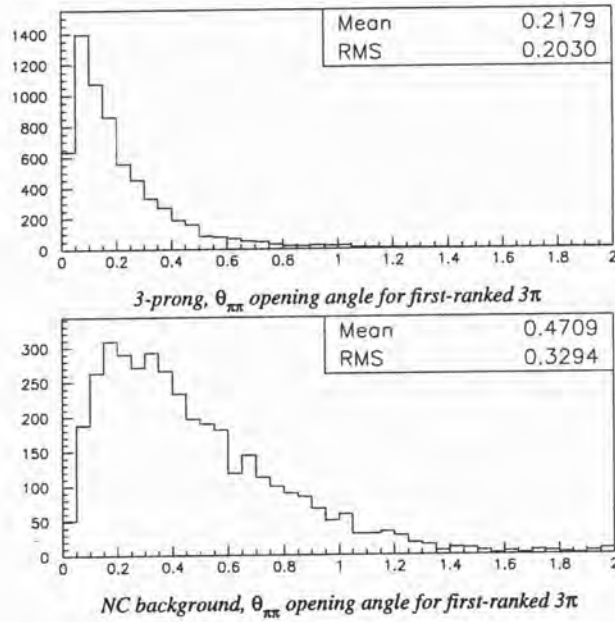 Mean 0.2179
RMS 0.2030
1400
1200
1000
800
600
400
200
0
0 0.2 0.4 0.6 0.8 1 1.2 1.4 1.6 1.8 2
3-prong, θππ opening angle for first-ranked 3π
Mean 0.4709
RMS 0.3294
300
250
200
150
100
50
0
0 0.2 0.4 0.6 0.8 1 1.2 1.4 1.6 1.8 2
NC background, θππ opening angle for first-ranked 3π